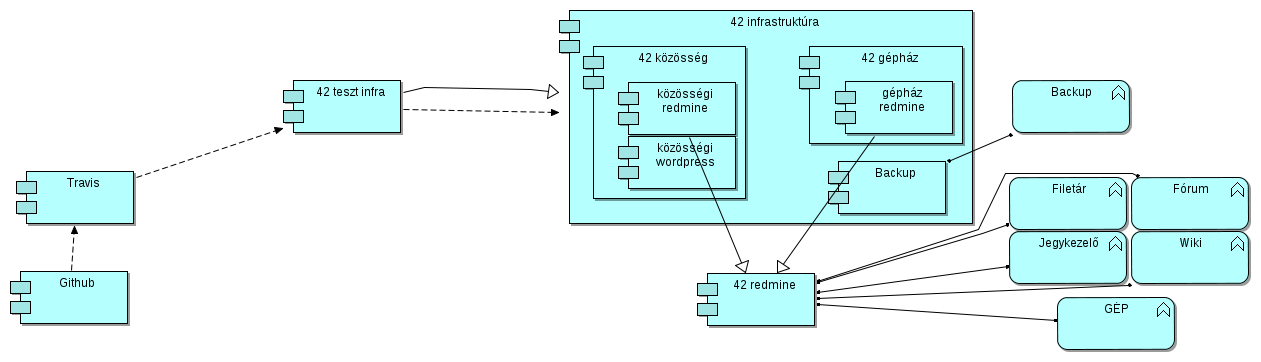 42 infrastruktúra
42 közösség
42 gépház
42 teszt infra
közösségi
redmine
gépház
redmine
Backup
közösségi
wordpress
Backup
Travis
Filetár
Fórum
Jegykezelő
Wiki
Github
42 redmine
GÉP